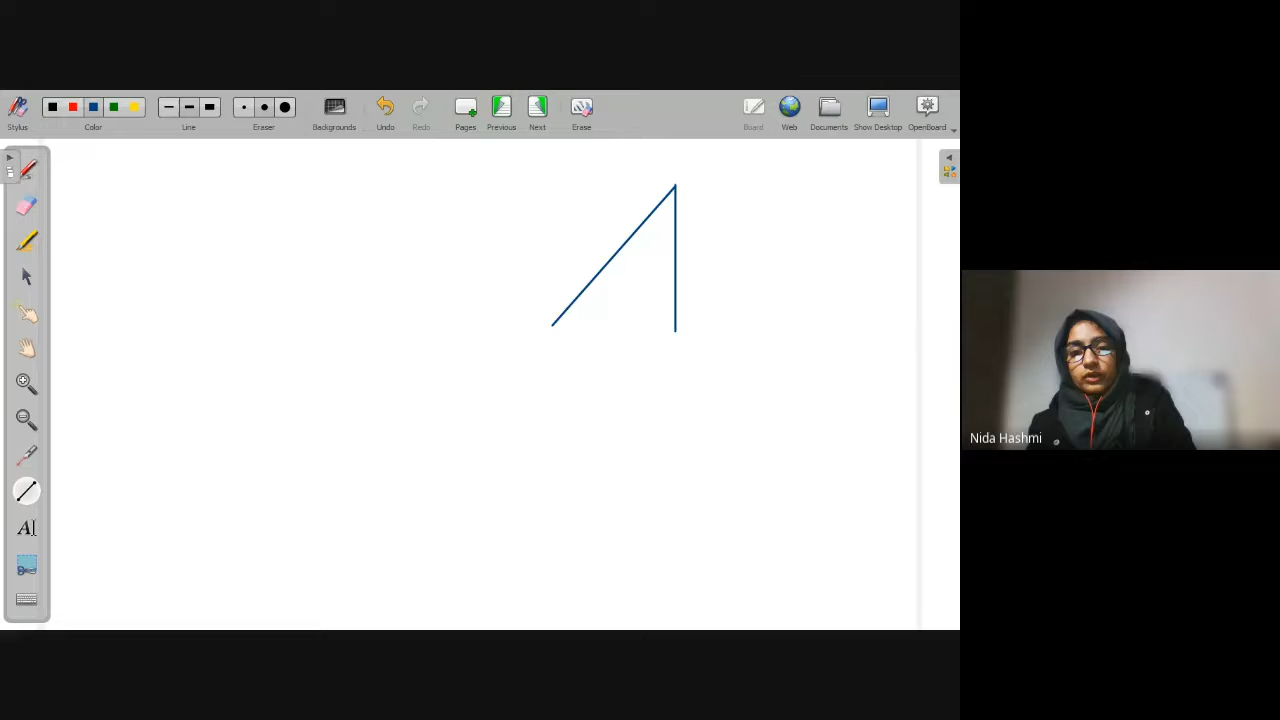 Stylus Color Line Eraser Backgrounds Undo Redo Pages Previous Next Erase Board Web Documents Show Desktop OpenBoard
A
Nida Hashmi